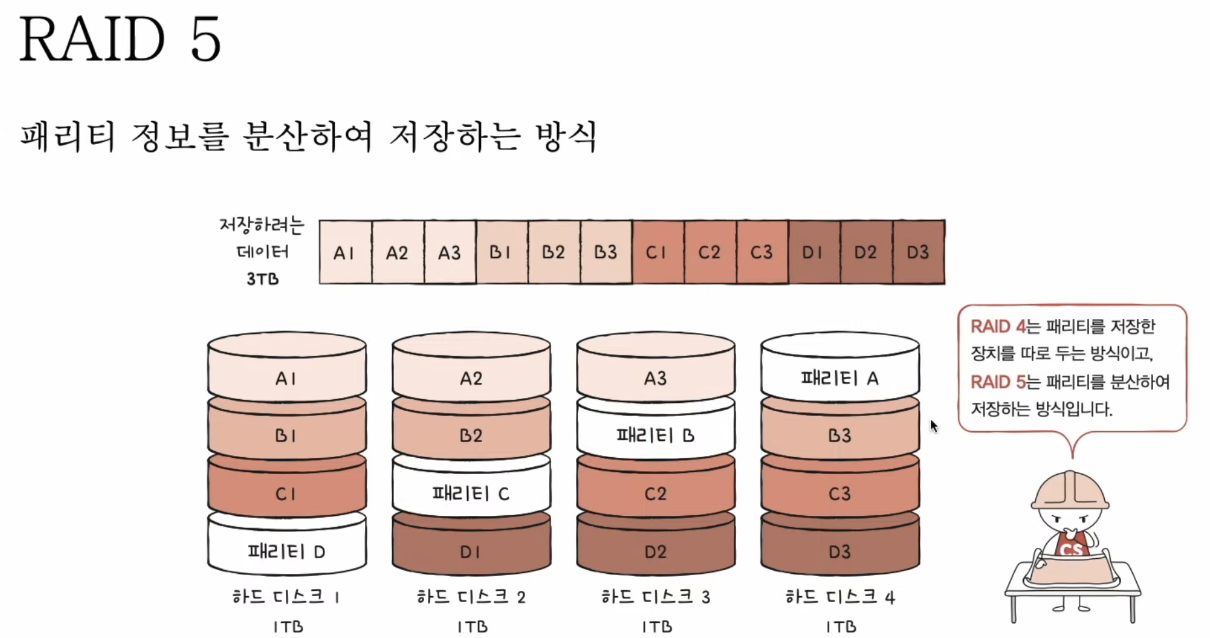 RAID 5
패리티 정보를 분산하여 저장하는 방식
저장하려는
데이터
3TB
A1 A2 A3 B1 B2 B3 C1 C2 C3 D1 D2 D3
RAID 4는 패리티를 저장한
장치를 따로 두는 방식이고,
RAID 5는 패리티를 분산하여
저장하는 방식입니다.
A1 A2 A3 패리티 A
B1 B2 패리티 B B3
C1 패리티 C C2 C3
패리티 D D1 D2 D3
하드 디스크 1 하드 디스크 2 하드 디스크 3 하드 디스크 4
1TB 1TB 1TB 1TB
CS